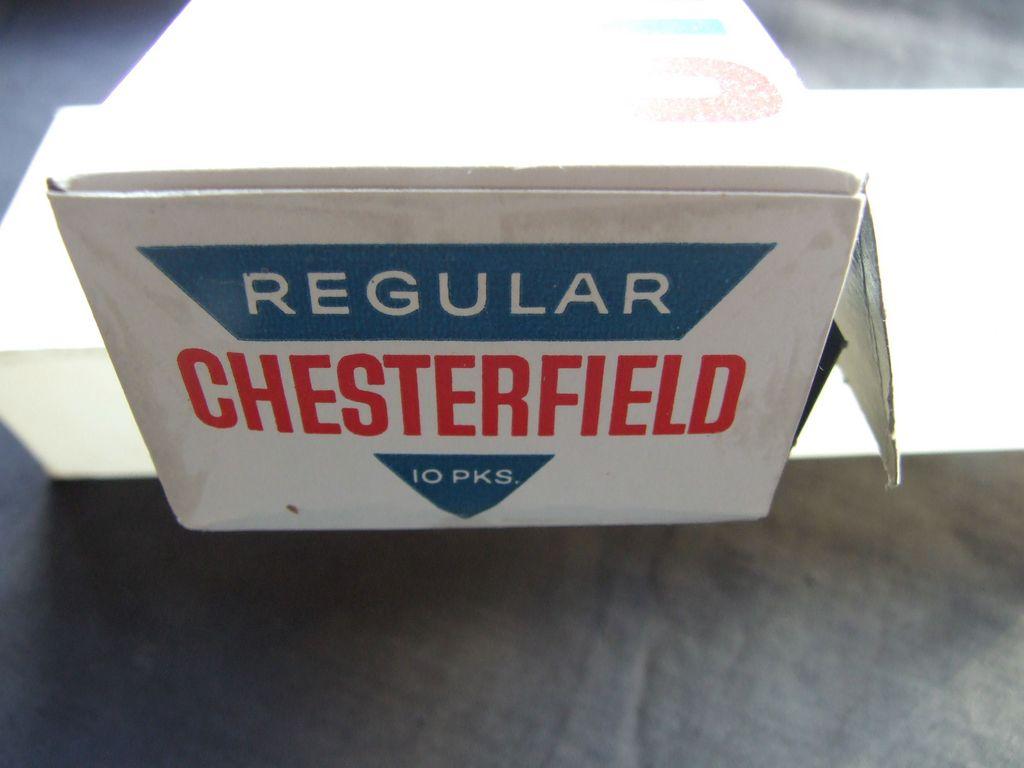 REGULAR
CHESTERFIELD
10 PKS.